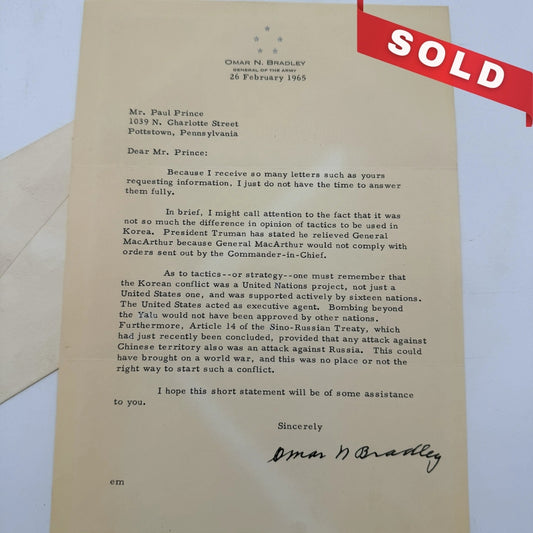 SOLD
OMAR N. BRADLEY
GENERAL OF THE ARMY
26 February 1965
Mr. Paul Prince
1039 N. Charlotte Street
Pottstown, Pennsylvania
Dear Mr. Prince:
Because I receive so many letters such as yours
requesting information, I just do not have the time to answer
them fully.
In brief, I might call attention to the fact that it was
not so much the difference in opinion of tactics to be used in
Korea. President Truman has stated he relieved General
MacArthur because General MacArthur would not comply with
orders sent out by the Commander-in-Chief.
As to tactics--or strategy--one must remember that
the Korean conflict was a United Nations project, not just a
United States one, and was supported actively by sixteen nations.
The United States acted as executive agent. Bombing beyond
the Yalu would not have been approved by other nations.
Furthermore, Article 14 of the Sino-Russian Treaty, which
had just recently been concluded, provided that any attack against
Chinese territory also was an attack against Russia. This could
have brought on a world war, and this was no place or not the
right way to start such a conflict.
I hope this short statement will be of some assistance
to you.
Sincerely
Omar N Bradley
em